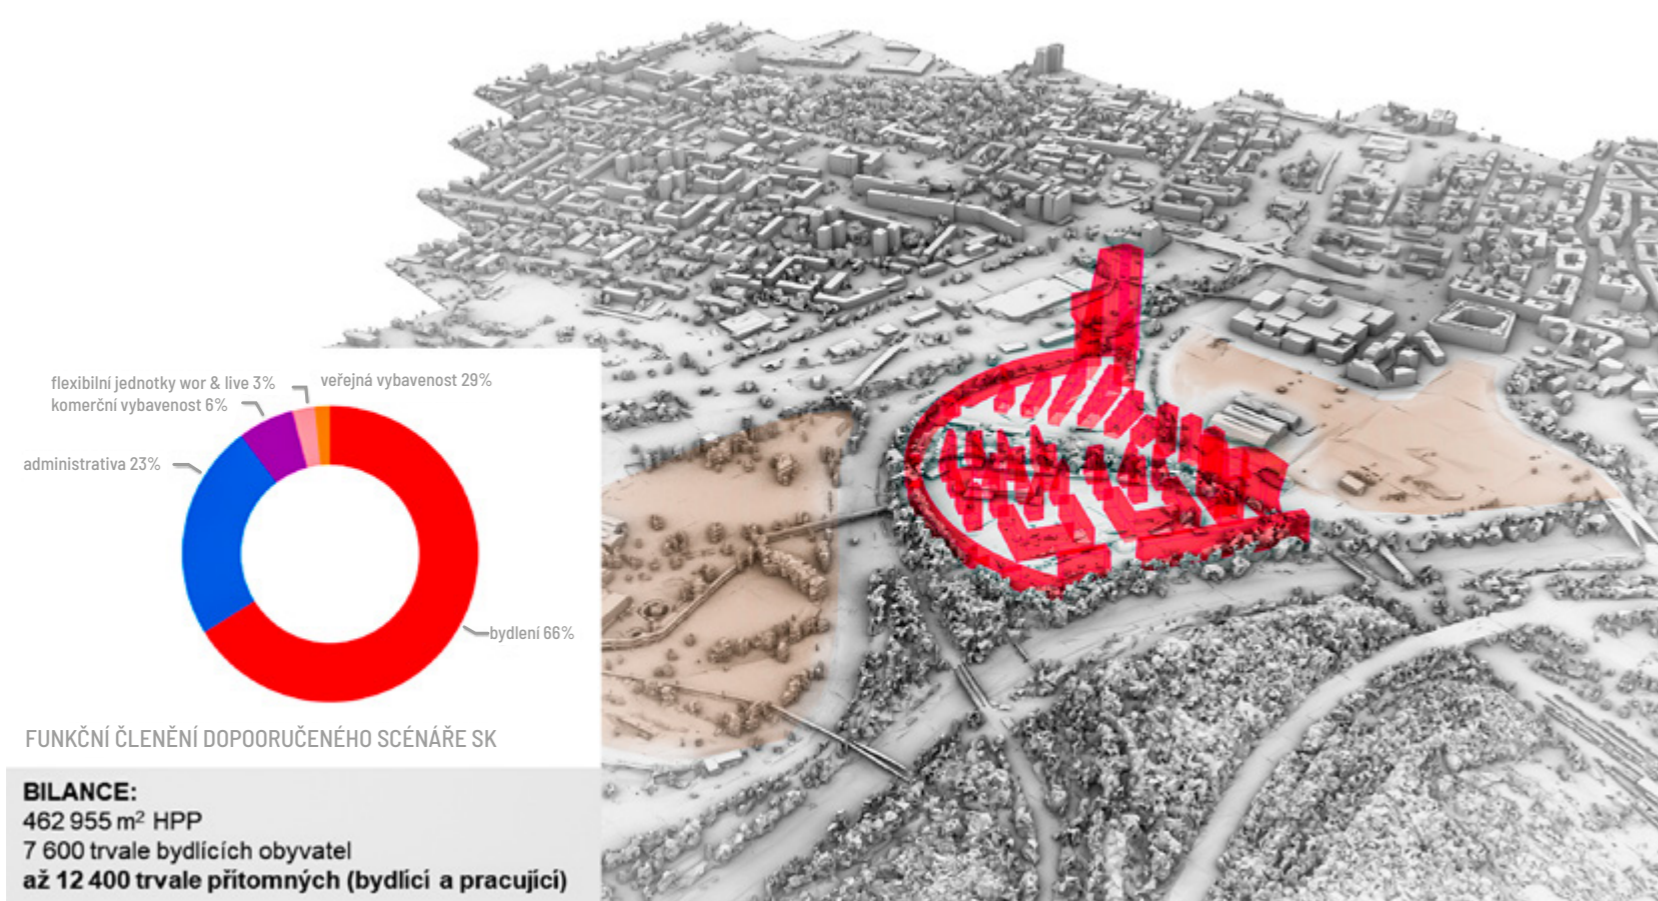 flexibilní jednotky wor & live 3%
veřejná vybavenost 29%
komerční vybavenost 6%
administrativa 23%
bydlení 66%
FUNKČNÍ ČLENĚNÍ DOPOORUČENÉHO SCÉNÁŘE SK
BILANCE:
462 955 m² HPP
7 600 trvale bydlících obyvatel
až 12 400 trvale přítomných (bydlící a pracující)